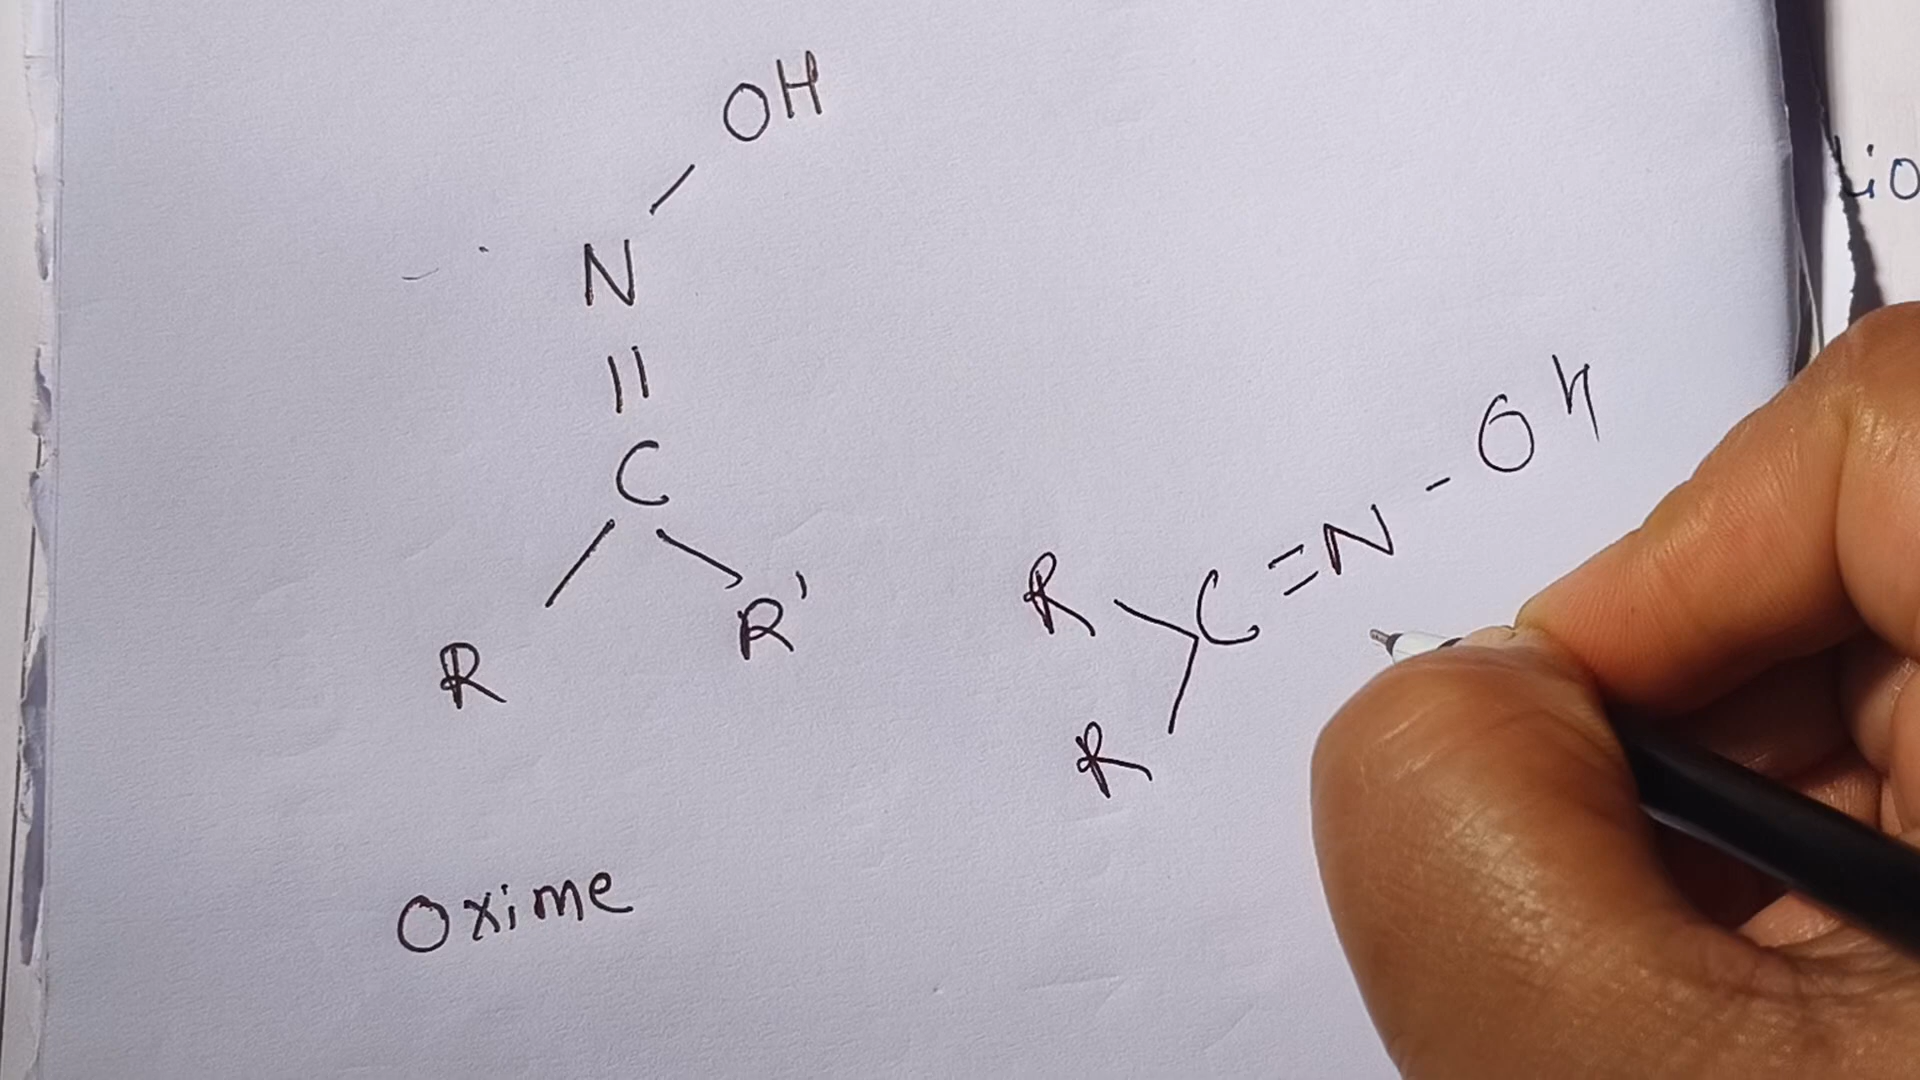 OH
N
||
C
R R'
R C=N-OH
R
Oxime